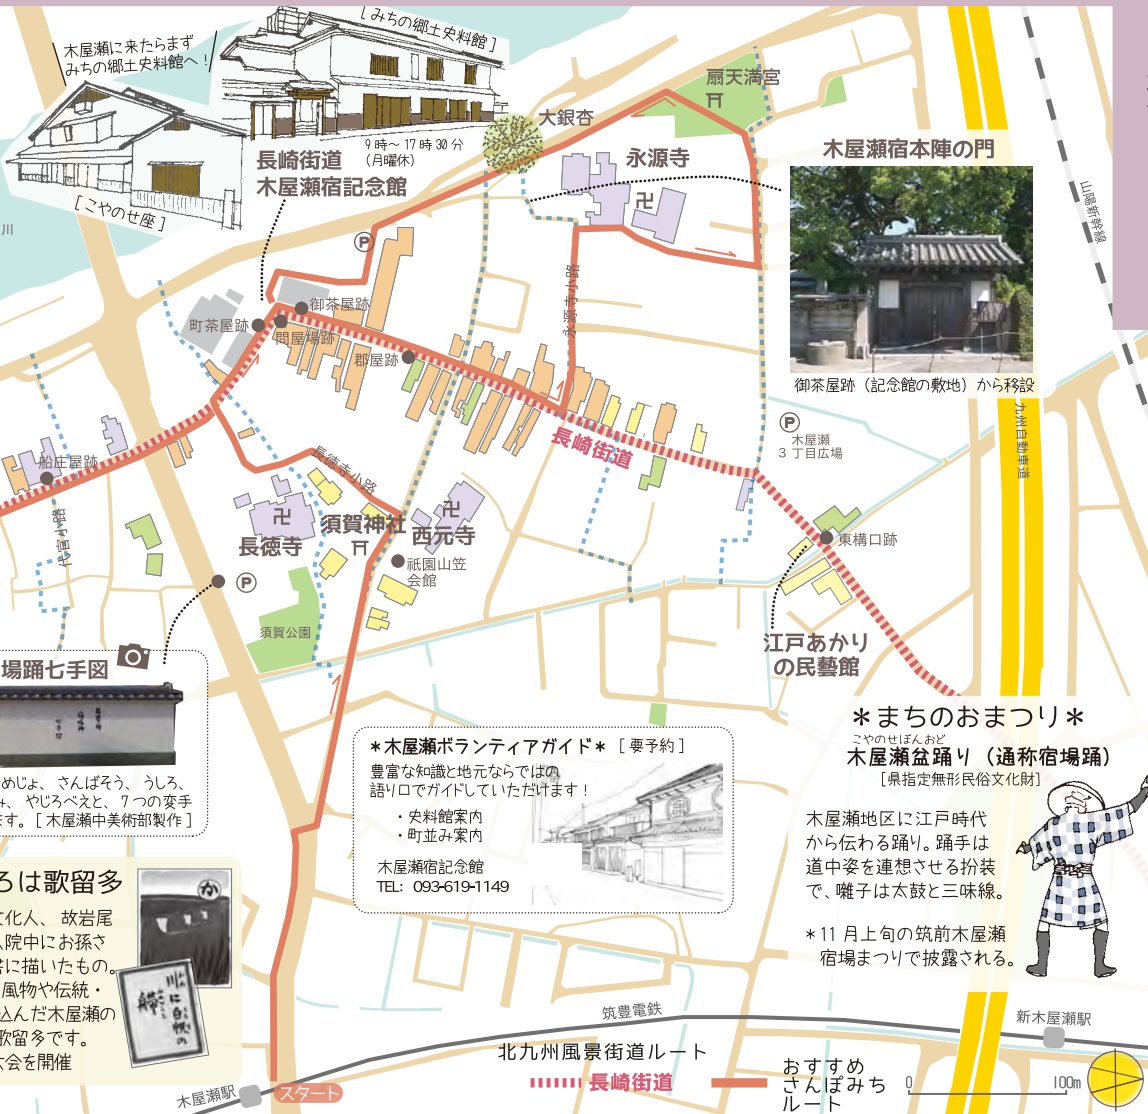 木屋瀬に来たらまず
みちの郷土史料館へ！
[みちの郷土史料館]
[こやのせ座]
長崎街道
木屋瀬宿記念館
9時～17時30分
（月曜休）
大銀杏
扇天満宮
永源寺
卍
木屋瀬宿本陣の門
御茶屋跡（記念館の敷地）から移設
山陽新幹線
九州自動車道
川
P
御茶屋跡
町茶屋跡
問屋場跡
郡屋跡
永源寺小路
長崎街道
P
木屋瀬
3丁目広場
船庄屋跡
代官小路
長徳寺小路
卍
長徳寺
須賀神社
卍
西元寺
祇園山笠
会館
P
須賀公園
東構口跡
江戸あかり
の民藝館
場踊七手図
めじょ、さんばそう、うしろ、
み、やじろべえと、7つの変手
ます。[木屋瀬中美術部製作]
ろは歌留多
文化人、故岩尾
入院中にお孫さ
に描いたもの。
風物や伝統・
込んだ木屋瀬の
歌留多です。
大会を開催
か
川に白帆の
＊木屋瀬ボランティアガイド＊［要予約］
豊富な知識と地元ならではの
語り口でガイドしていただけます！
・史料館案内
・町並み案内
木屋瀬宿記念館
TEL: 093-619-1149
＊まちのおまつり＊
こやのせぼんおど
木屋瀬盆踊り（通称宿場踊）
[県指定無形民俗文化財]
木屋瀬地区に江戸時代
から伝わる踊り。踊手は
道中姿を連想させる扮装
で、囃子は太鼓と三味線。
＊11月上旬の筑前木屋瀬
宿場まつりで披露される。
筑豊電鉄
新木屋瀬駅
木屋瀬駅
スタート
北九州風景街道ルート
長崎街道
おすすめ
さんぽみち
ルート
0 100m